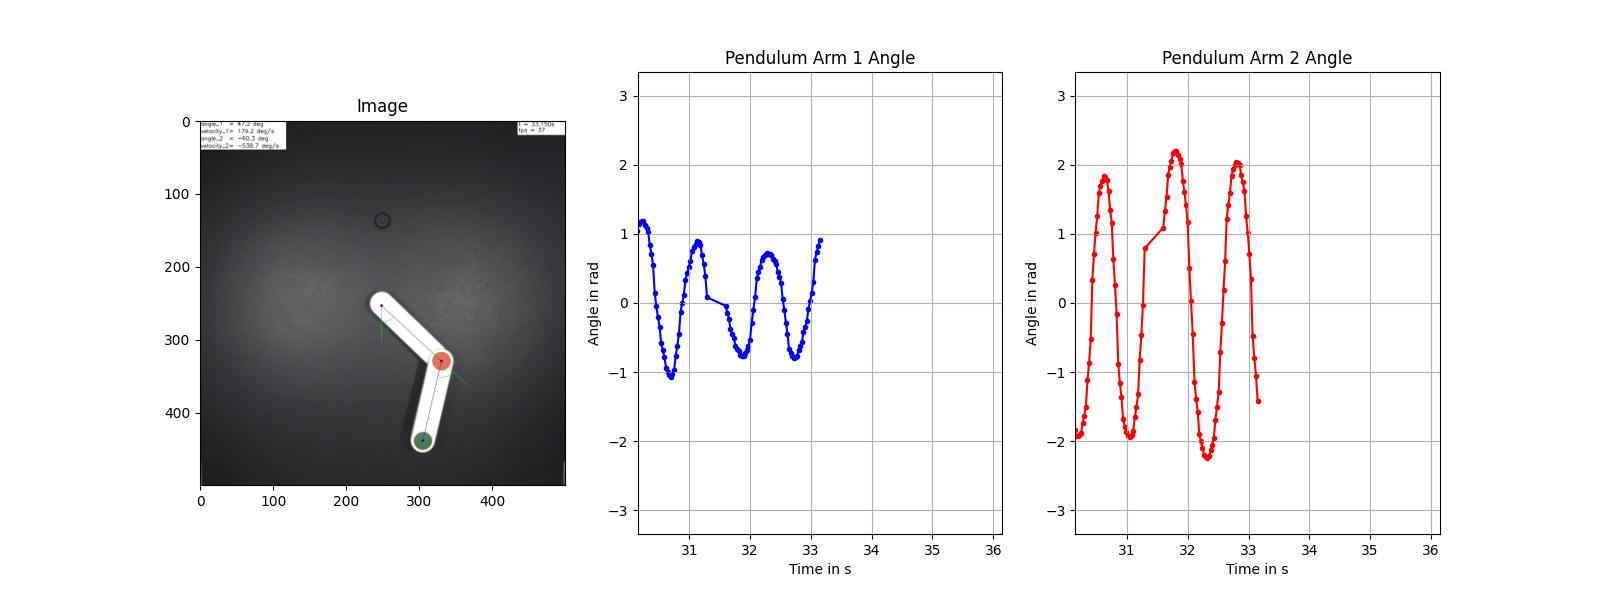 Image
angle_1 = 47.2 deg
velocity_1= 179.2 deg/s
angle_2 = -60.3 deg
velocity_2= -538.7 deg/s
t = 33.150s
fps = 37
0
100
200
300
400
0 100 200 300 400
Pendulum Arm 1 Angle
Angle in rad
3
2
1
0
−1
−2
−3
31 32 33 34 35 36
Time in s
Pendulum Arm 2 Angle
Angle in rad
3
2
1
0
−1
−2
−3
31 32 33 34 35 36
Time in s